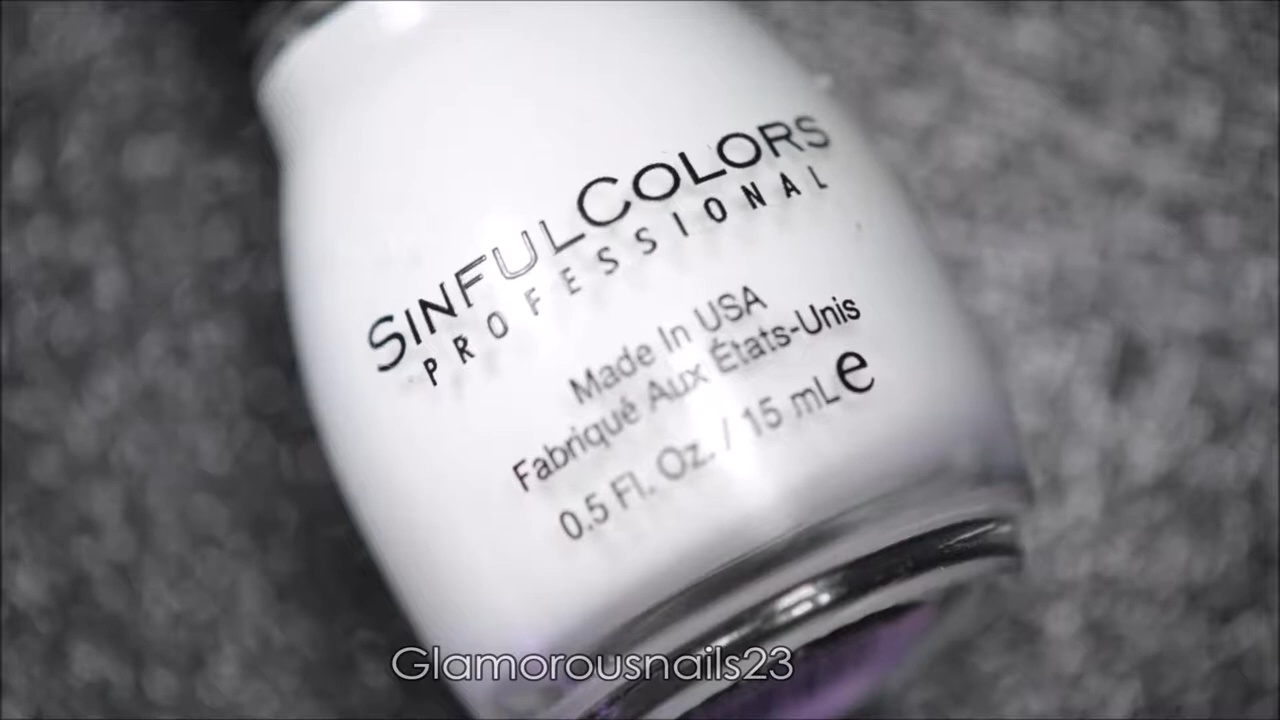 SINFULCOLORS
PROFESSIONAL
Made In USA
Fabriqué Aux États-Unis
0.5 Fl. Oz. / 15 mL e
Glamorousnails23